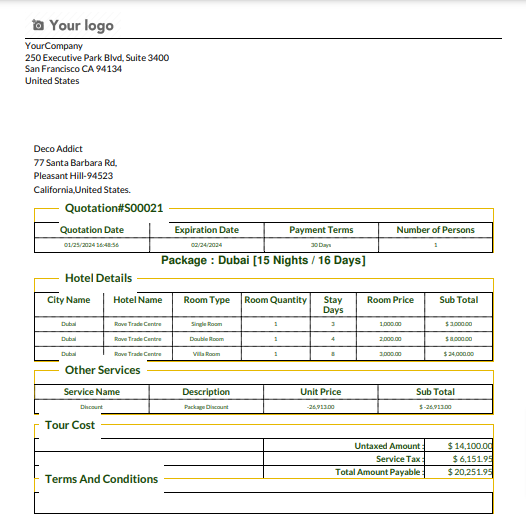 Your logo
YourCompany
250 Executive Park Blvd, Suite 3400
San Francisco CA 94134
United States
Deco Addict
77 Santa Barbara Rd,
Pleasant Hill-94523
California,United States.
Quotation#S00021
Quotation Date Expiration Date Payment Terms Number of Persons
01/25/2024 16:48:56 02/24/2024 30 Days 1
Package : Dubai [15 Nights / 16 Days]
Hotel Details
City Name Hotel Name Room Type Room Quantity Stay Days Room Price Sub Total
Dubai Rove Trade Centre Single Room 1 3 1,000.00 $ 3,000.00
Dubai Rove Trade Centre Double Room 1 4 2,000.00 $ 8,000.00
Dubai Rove Trade Centre Villa Room 1 8 3,000.00 $ 24,000.00
Other Services
Service Name Description Unit Price Sub Total
Discount Package Discount -26,913.00 $ -26,913.00
Tour Cost
Untaxed Amount : $ 14,100.00
Service Tax : $ 6,151.95
Total Amount Payable : $ 20,251.95
Terms And Conditions